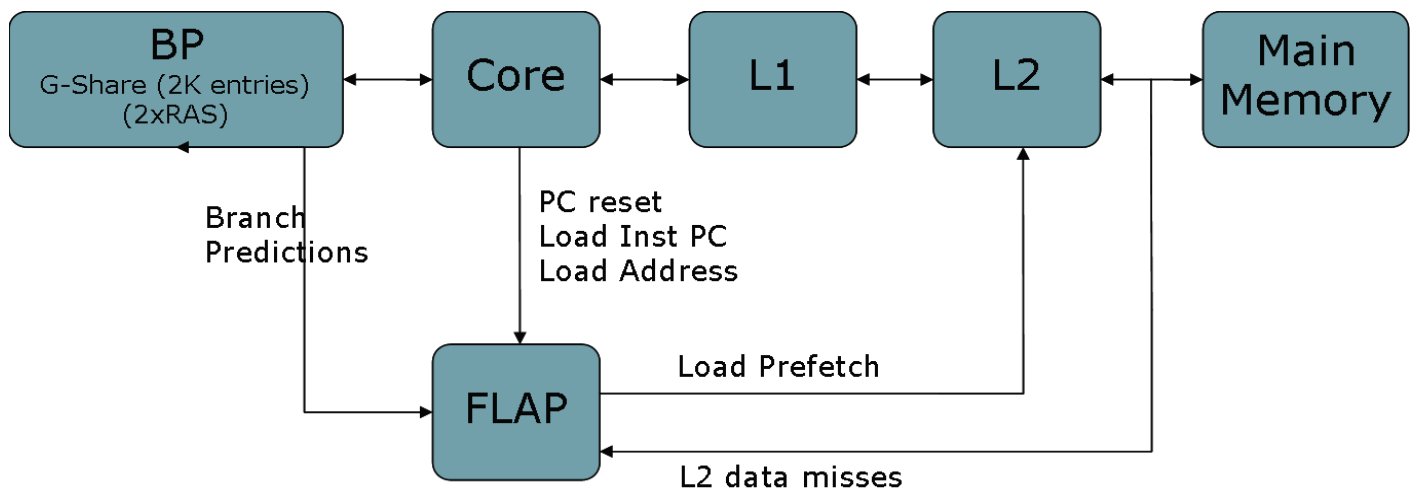 BP
G-Share (2K entries)
(2xRAS)
Core
L1
L2
Main
Memory
Branch
Predictions
PC reset
Load Inst PC
Load Address
Load Prefetch
FLAP
L2 data misses